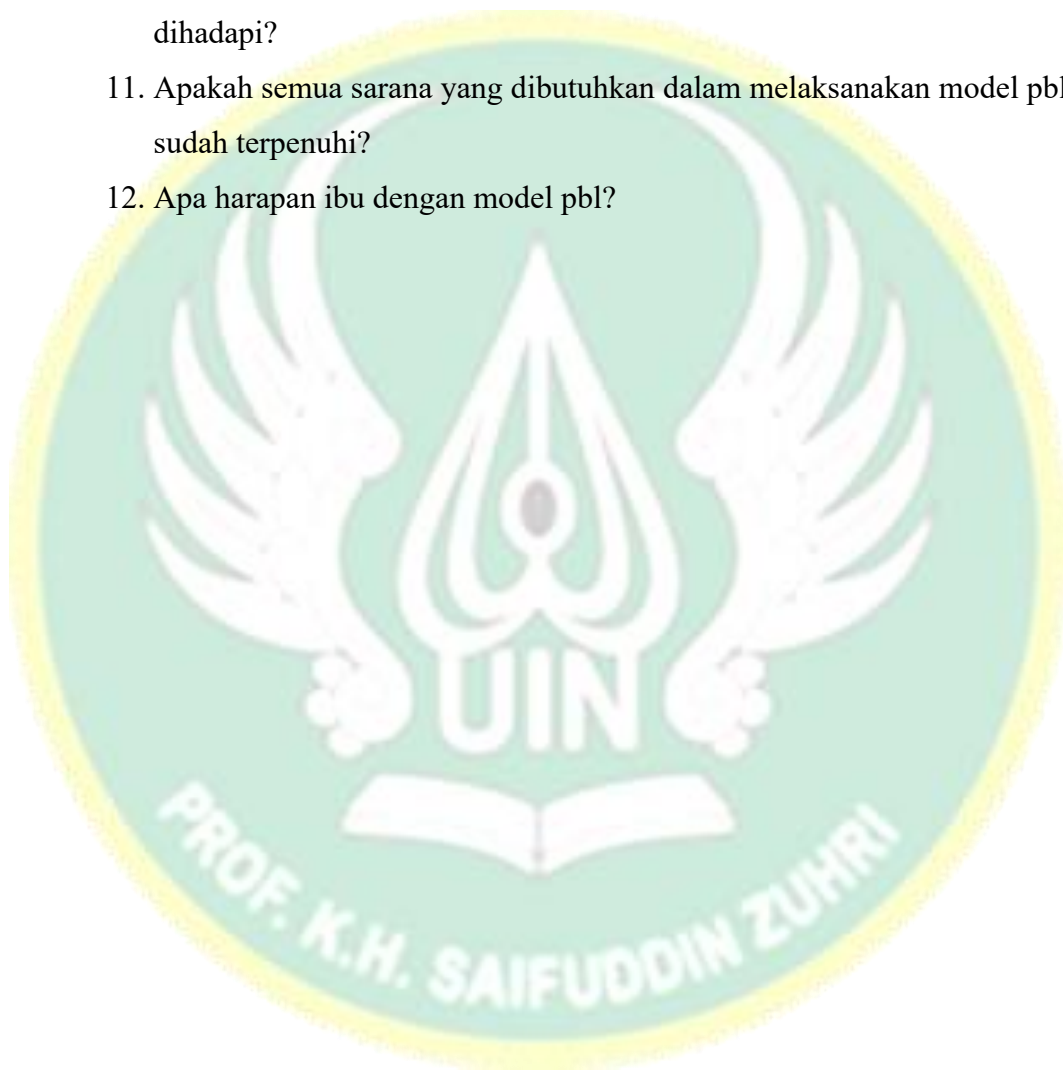 dihadapi?
11. Apakah semua sarana yang dibutuhkan dalam melaksanakan model pbl
sudah terpenuhi?
12. Apa harapan ibu dengan model pbl?
UIN
PROF. K.H. SAIFUDDIN ZUHRI